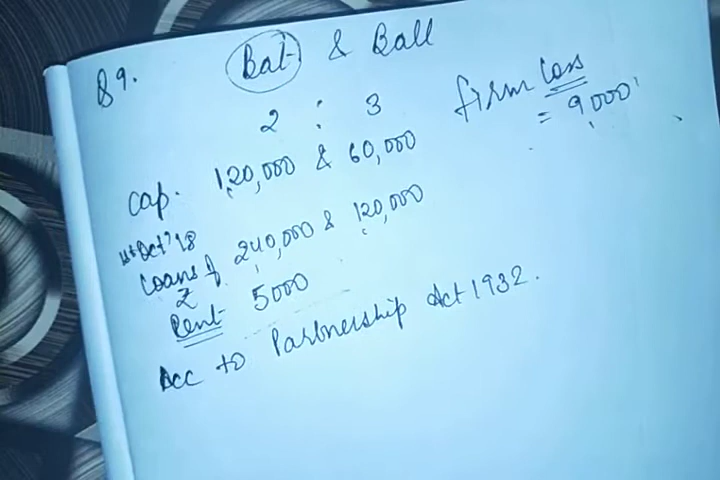 89. Bat & Ball
2 : 3 firm Loss
= 9,000
Cap. 1,20,000 & 60,000
1st Oct' 18
Loans of 240,000 & 120,000
Rent 5000
Acc to Partnership Act 1932.